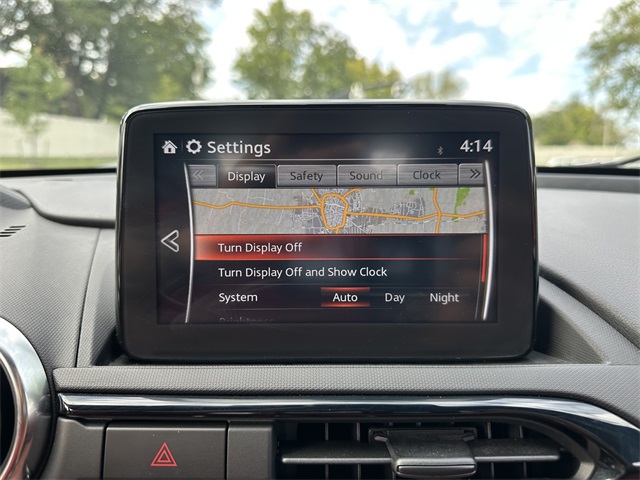 Settings 4:14
« Display Safety Sound Clock »
Turn Display Off
Turn Display Off and Show Clock
System Auto Day Night
Brightness